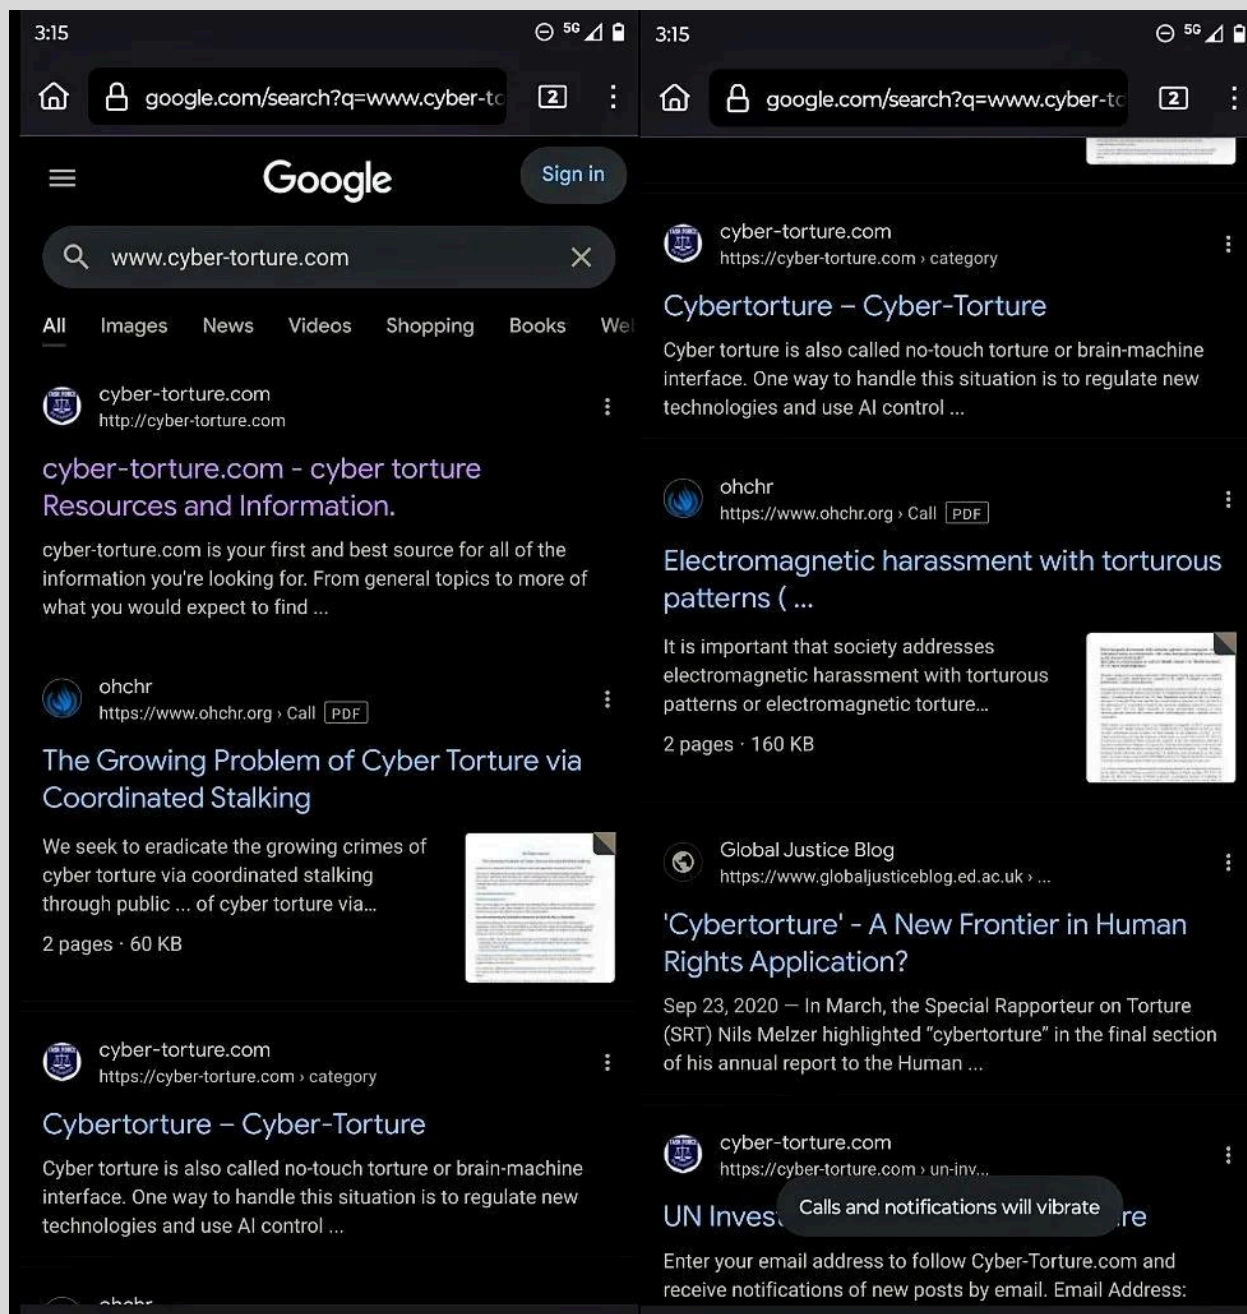 3:15
5G
google.com/search?q=www.cyber-to
2
Google
Sign in
www.cyber-torture.com
All Images News Videos Shopping Books
cyber-torture.com
http://cyber-torture.com
cyber-torture.com - cyber torture
Resources and Information.
cyber-torture.com is your first and best source for all of the
information you're looking for. From general topics to more of
what you would expect to find ...
ohchr
https://www.ohchr.org › Call PDF
The Growing Problem of Cyber Torture via
Coordinated Stalking
We seek to eradicate the growing crimes of
cyber torture via coordinated stalking
through public ... of cyber torture via...
2 pages · 60 KB
cyber-torture.com
https://cyber-torture.com › category
Cybertorture – Cyber-Torture
Cyber torture is also called no-touch torture or brain-machine
interface. One way to handle this situation is to regulate new
technologies and use AI control ...
3:15
5G
google.com/search?q=www.cyber-to
2
cyber-torture.com
https://cyber-torture.com › category
Cybertorture – Cyber-Torture
Cyber torture is also called no-touch torture or brain-machine
interface. One way to handle this situation is to regulate new
technologies and use AI control ...
ohchr
https://www.ohchr.org › Call PDF
Electromagnetic harassment with torturous
patterns ( ...
It is important that society addresses
electromagnetic harassment with torturous
patterns or electromagnetic torture...
2 pages · 160 KB
Global Justice Blog
https://www.globaljusticeblog.ed.ac.uk › ...
'Cybertorture' - A New Frontier in Human
Rights Application?
Sep 23, 2020 — In March, the Special Rapporteur on Torture
(SRT) Nils Melzer highlighted “cybertorture” in the final section
of his annual report to the Human ...
cyber-torture.com
https://cyber-torture.com › un-inv...
UN
Calls and notifications will vibrate
Enter your email address to follow Cyber-Torture.com and
receive notifications of new posts by email. Email Address: